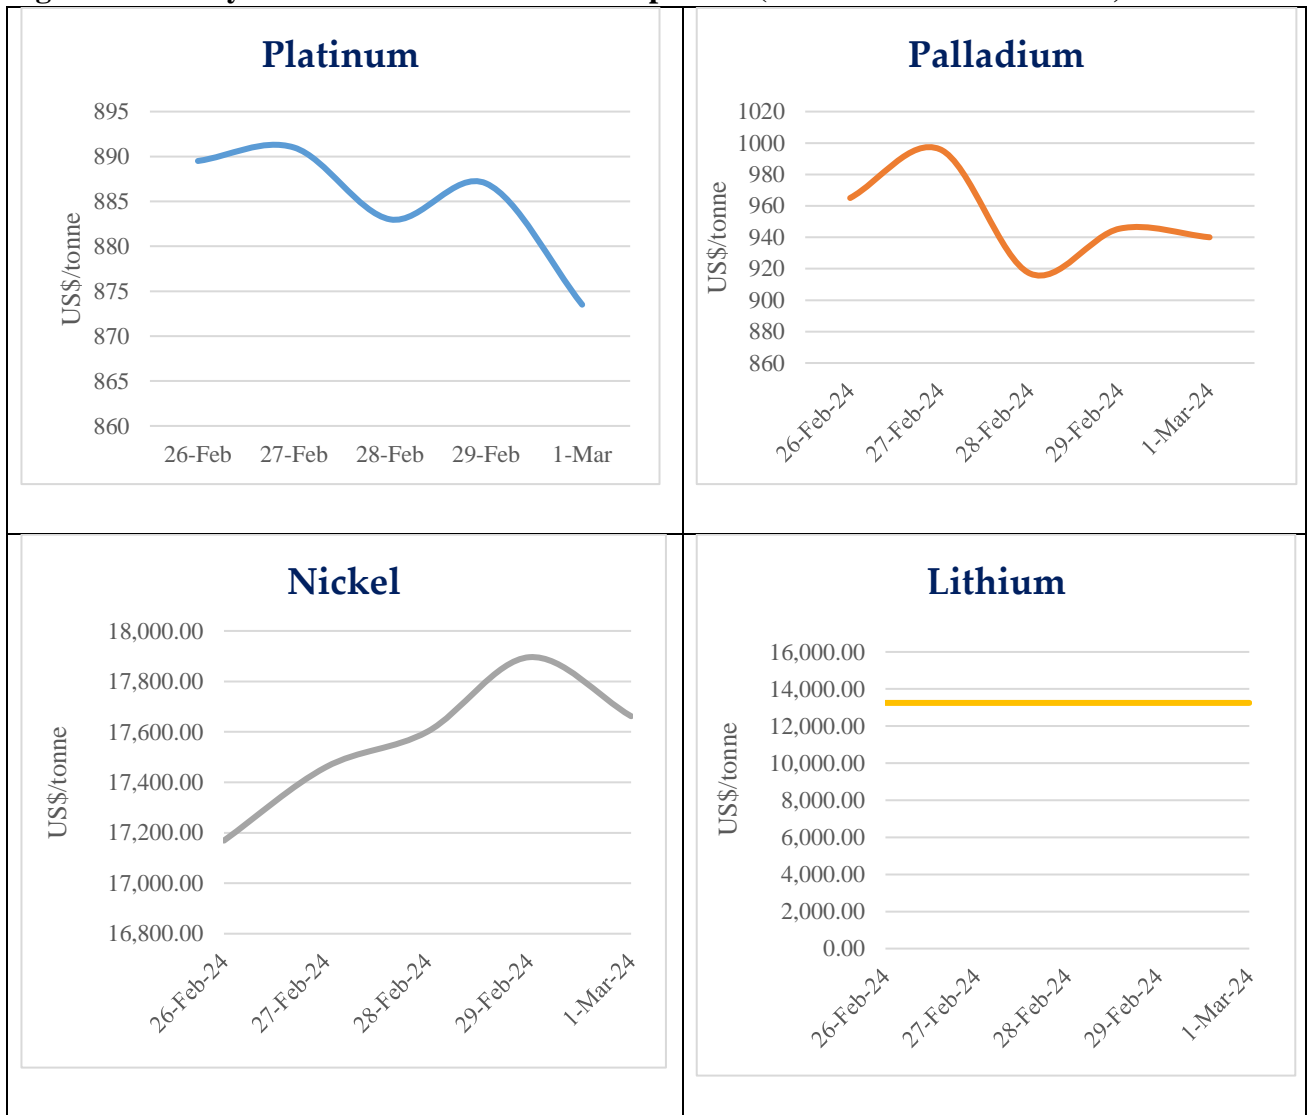 Platinum
895
890
885
880
875
870
865
860
US$/tonne
26-Feb 27-Feb 28-Feb 29-Feb 1-Mar
Palladium
1020
1000
980
960
940
920
900
880
860
US$/tonne
26-Feb-24
27-Feb-24
28-Feb-24
29-Feb-24
1-Mar-24
Nickel
18,000.00
17,800.00
17,600.00
17,400.00
17,200.00
17,000.00
16,800.00
US$/tonne
26-Feb-24
27-Feb-24
28-Feb-24
29-Feb-24
1-Mar-24
Lithium
16,000.00
14,000.00
12,000.00
10,000.00
8,000.00
6,000.00
4,000.00
2,000.00
0.00
US$/tonne
26-Feb-24
27-Feb-24
28-Feb-24
29-Feb-24
1-Mar-24